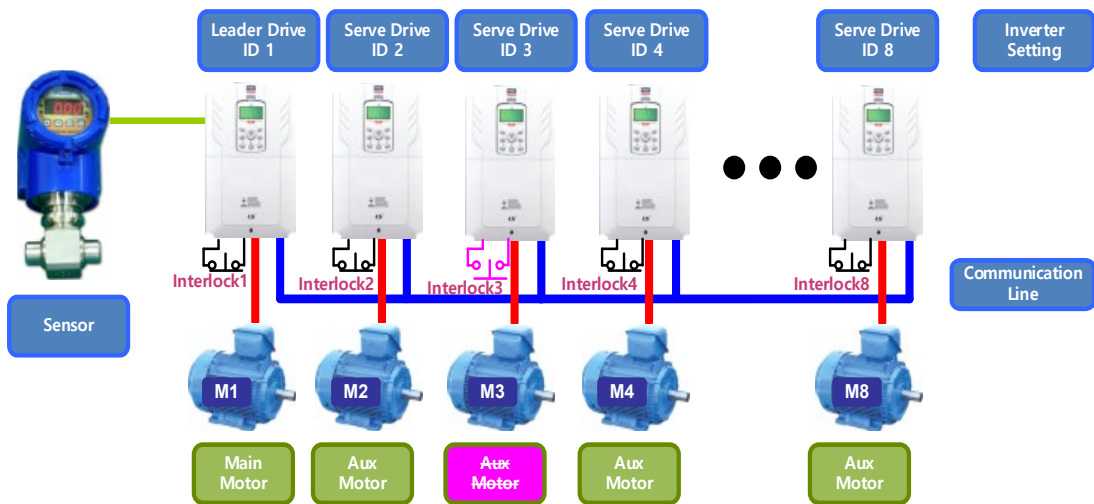 Leader Drive
ID 1
Serve Drive
ID 2
Serve Drive
ID 3
Serve Drive
ID 4
Serve Drive
ID 8
Inverter
Setting
Interlock1
Interlock2
Interlock3
Interlock4
Interlock8
Communication
Line
Sensor
M1
M2
M3
M4
M8
Main
Motor
Aux
Motor
Aux
Motor
Aux
Motor
Aux
Motor